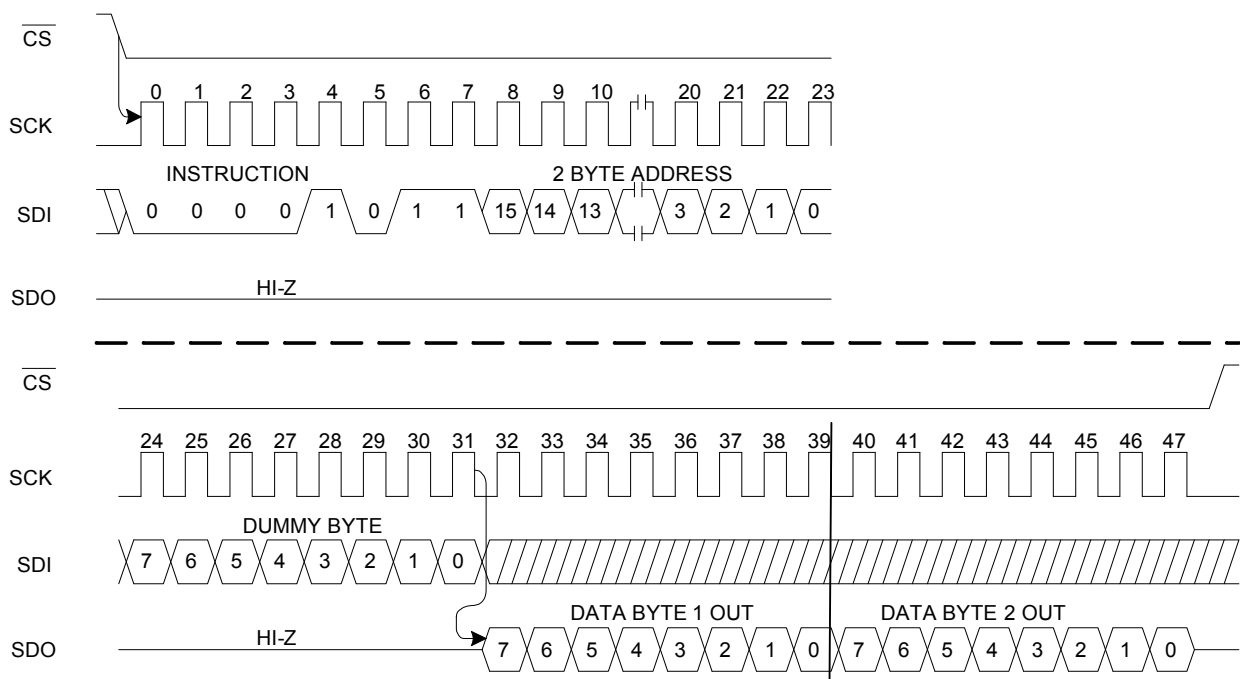 CS
0 1 2 3 4 5 6 7 8 9 10 20 21 22 23
SCK
INSTRUCTION 2 BYTE ADDRESS
SDI 0 0 0 0 1 0 1 1 15 14 13 3 2 1 0
HI-Z
SDO
CS
24 25 26 27 28 29 30 31 32 33 34 35 36 37 38 39 40 41 42 43 44 45 46 47
SCK
DUMMY BYTE
SDI 7 6 5 4 3 2 1 0
HI-Z DATA BYTE 1 OUT DATA BYTE 2 OUT
SDO 7 6 5 4 3 2 1 0 7 6 5 4 3 2 1 0